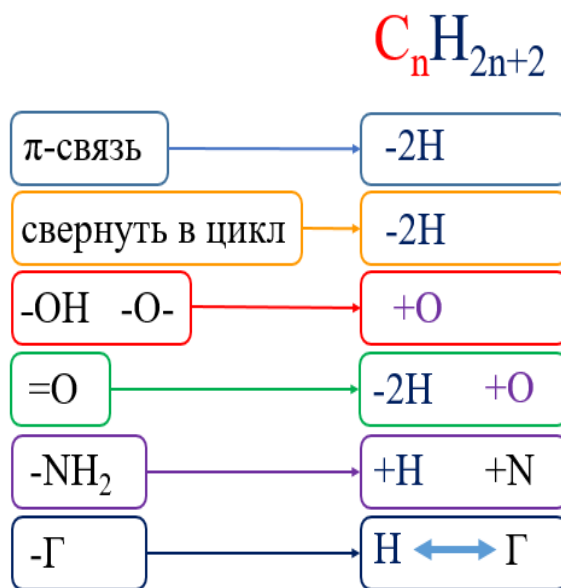 CₙH₂ₙ₊₂
π-связь -2H
свернуть в цикл -2H
-OH -O- +O
=O -2H +O
-NH₂ +H +N
-Г H Г